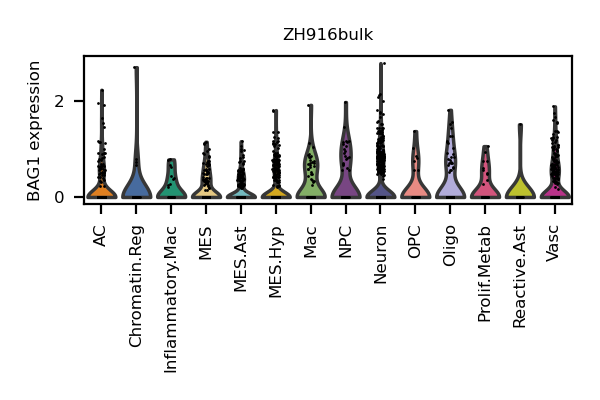 ZH916bulk
BAG1 expression
2
0
AC
Chromatin.Reg
Inflammatory.Mac
MES
MES.Ast
MES.Hyp
Mac
NPC
Neuron
OPC
Oligo
Prolif.Metab
Reactive.Ast
Vasc